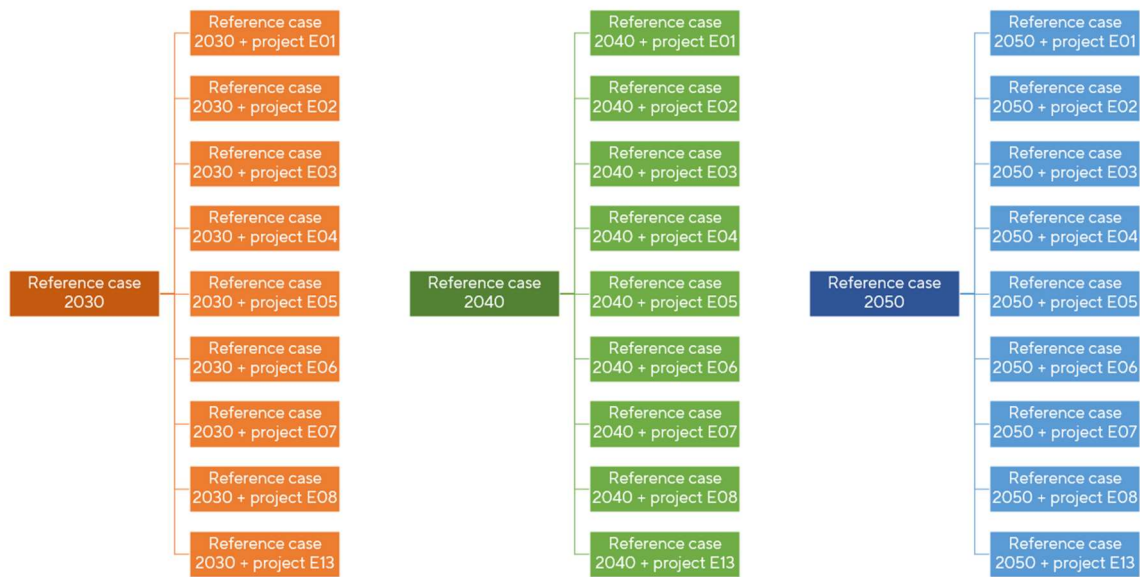 Reference case
2030
Reference case
2030 + project E01
Reference case
2030 + project E02
Reference case
2030 + project E03
Reference case
2030 + project E04
Reference case
2030 + project E05
Reference case
2030 + project E06
Reference case
2030 + project E07
Reference case
2030 + project E08
Reference case
2030 + project E13
Reference case
2040
Reference case
2040 + project E01
Reference case
2040 + project E02
Reference case
2040 + project E03
Reference case
2040 + project E04
Reference case
2040 + project E05
Reference case
2040 + project E06
Reference case
2040 + project E07
Reference case
2040 + project E08
Reference case
2040 + project E13
Reference case
2050
Reference case
2050 + project E01
Reference case
2050 + project E02
Reference case
2050 + project E03
Reference case
2050 + project E04
Reference case
2050 + project E05
Reference case
2050 + project E06
Reference case
2050 + project E07
Reference case
2050 + project E08
Reference case
2050 + project E13